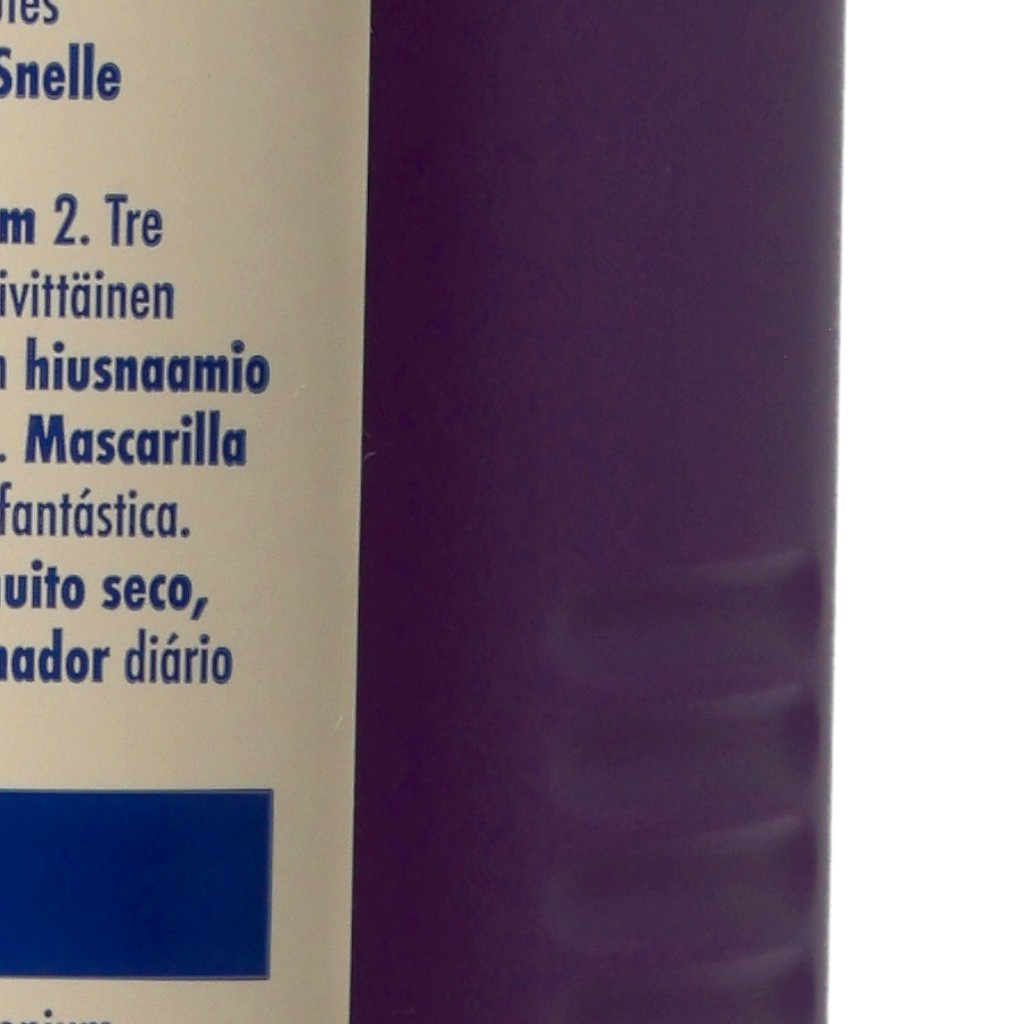 Snelle
m 2. Tre
ivittäinen
n hiusnaamio
. Mascarilla
fantástica.
uito seco,
nador diário